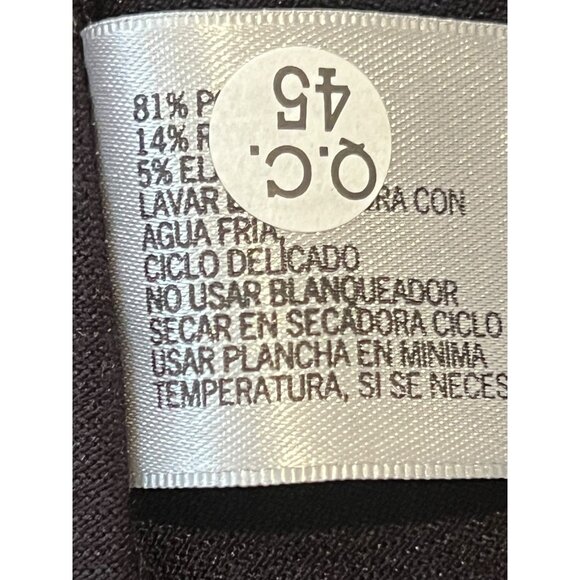 81% P
14% R
5% EL
LAVAR RA CON
AGUA FRIA,
CICLO DELICADO
NO USAR BLANQUEADOR
SECAR EN SECADORA CICLO
USAR PLANCHA EN MINIMA
TEMPERATURA, SI SE NECES
Q.C.
45